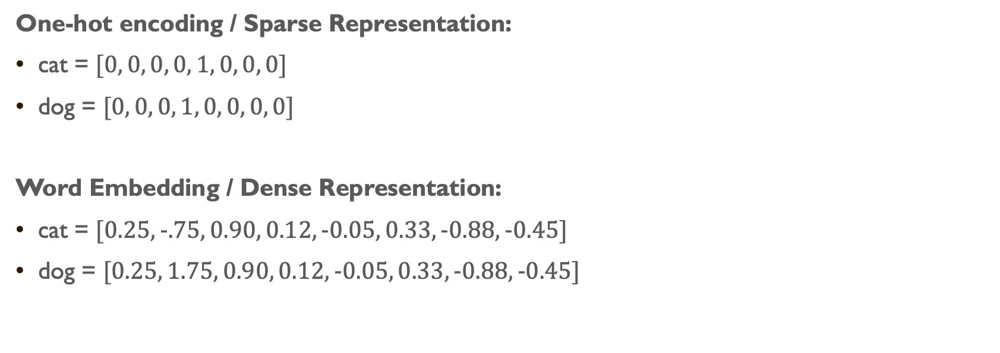 One-hot encoding / Sparse Representation:
• cat = [0, 0, 0, 0, 1, 0, 0, 0]
• dog = [0, 0, 0, 1, 0, 0, 0, 0]
Word Embedding / Dense Representation:
• cat = [0.25, -.75, 0.90, 0.12, -0.05, 0.33, -0.88, -0.45]
• dog = [0.25, 1.75, 0.90, 0.12, -0.05, 0.33, -0.88, -0.45]